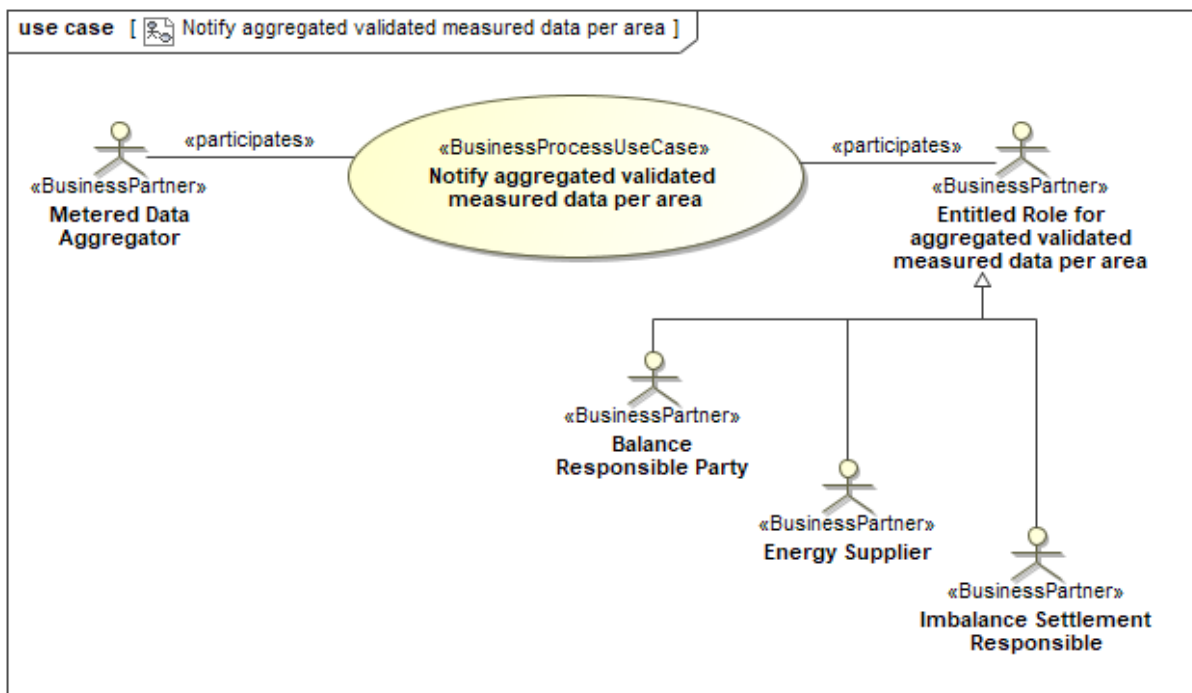 use case [ Notify aggregated validated measured data per area ]
«participates»
«BusinessProcessUseCase»
Notify aggregated validated
measured data per area
«participates»
«BusinessPartner»
Metered Data
Aggregator
«BusinessPartner»
Entitled Role for
aggregated validated
measured data per area
«BusinessPartner»
Balance
Responsible Party
«BusinessPartner»
Energy Supplier
«BusinessPartner»
Imbalance Settlement
Responsible